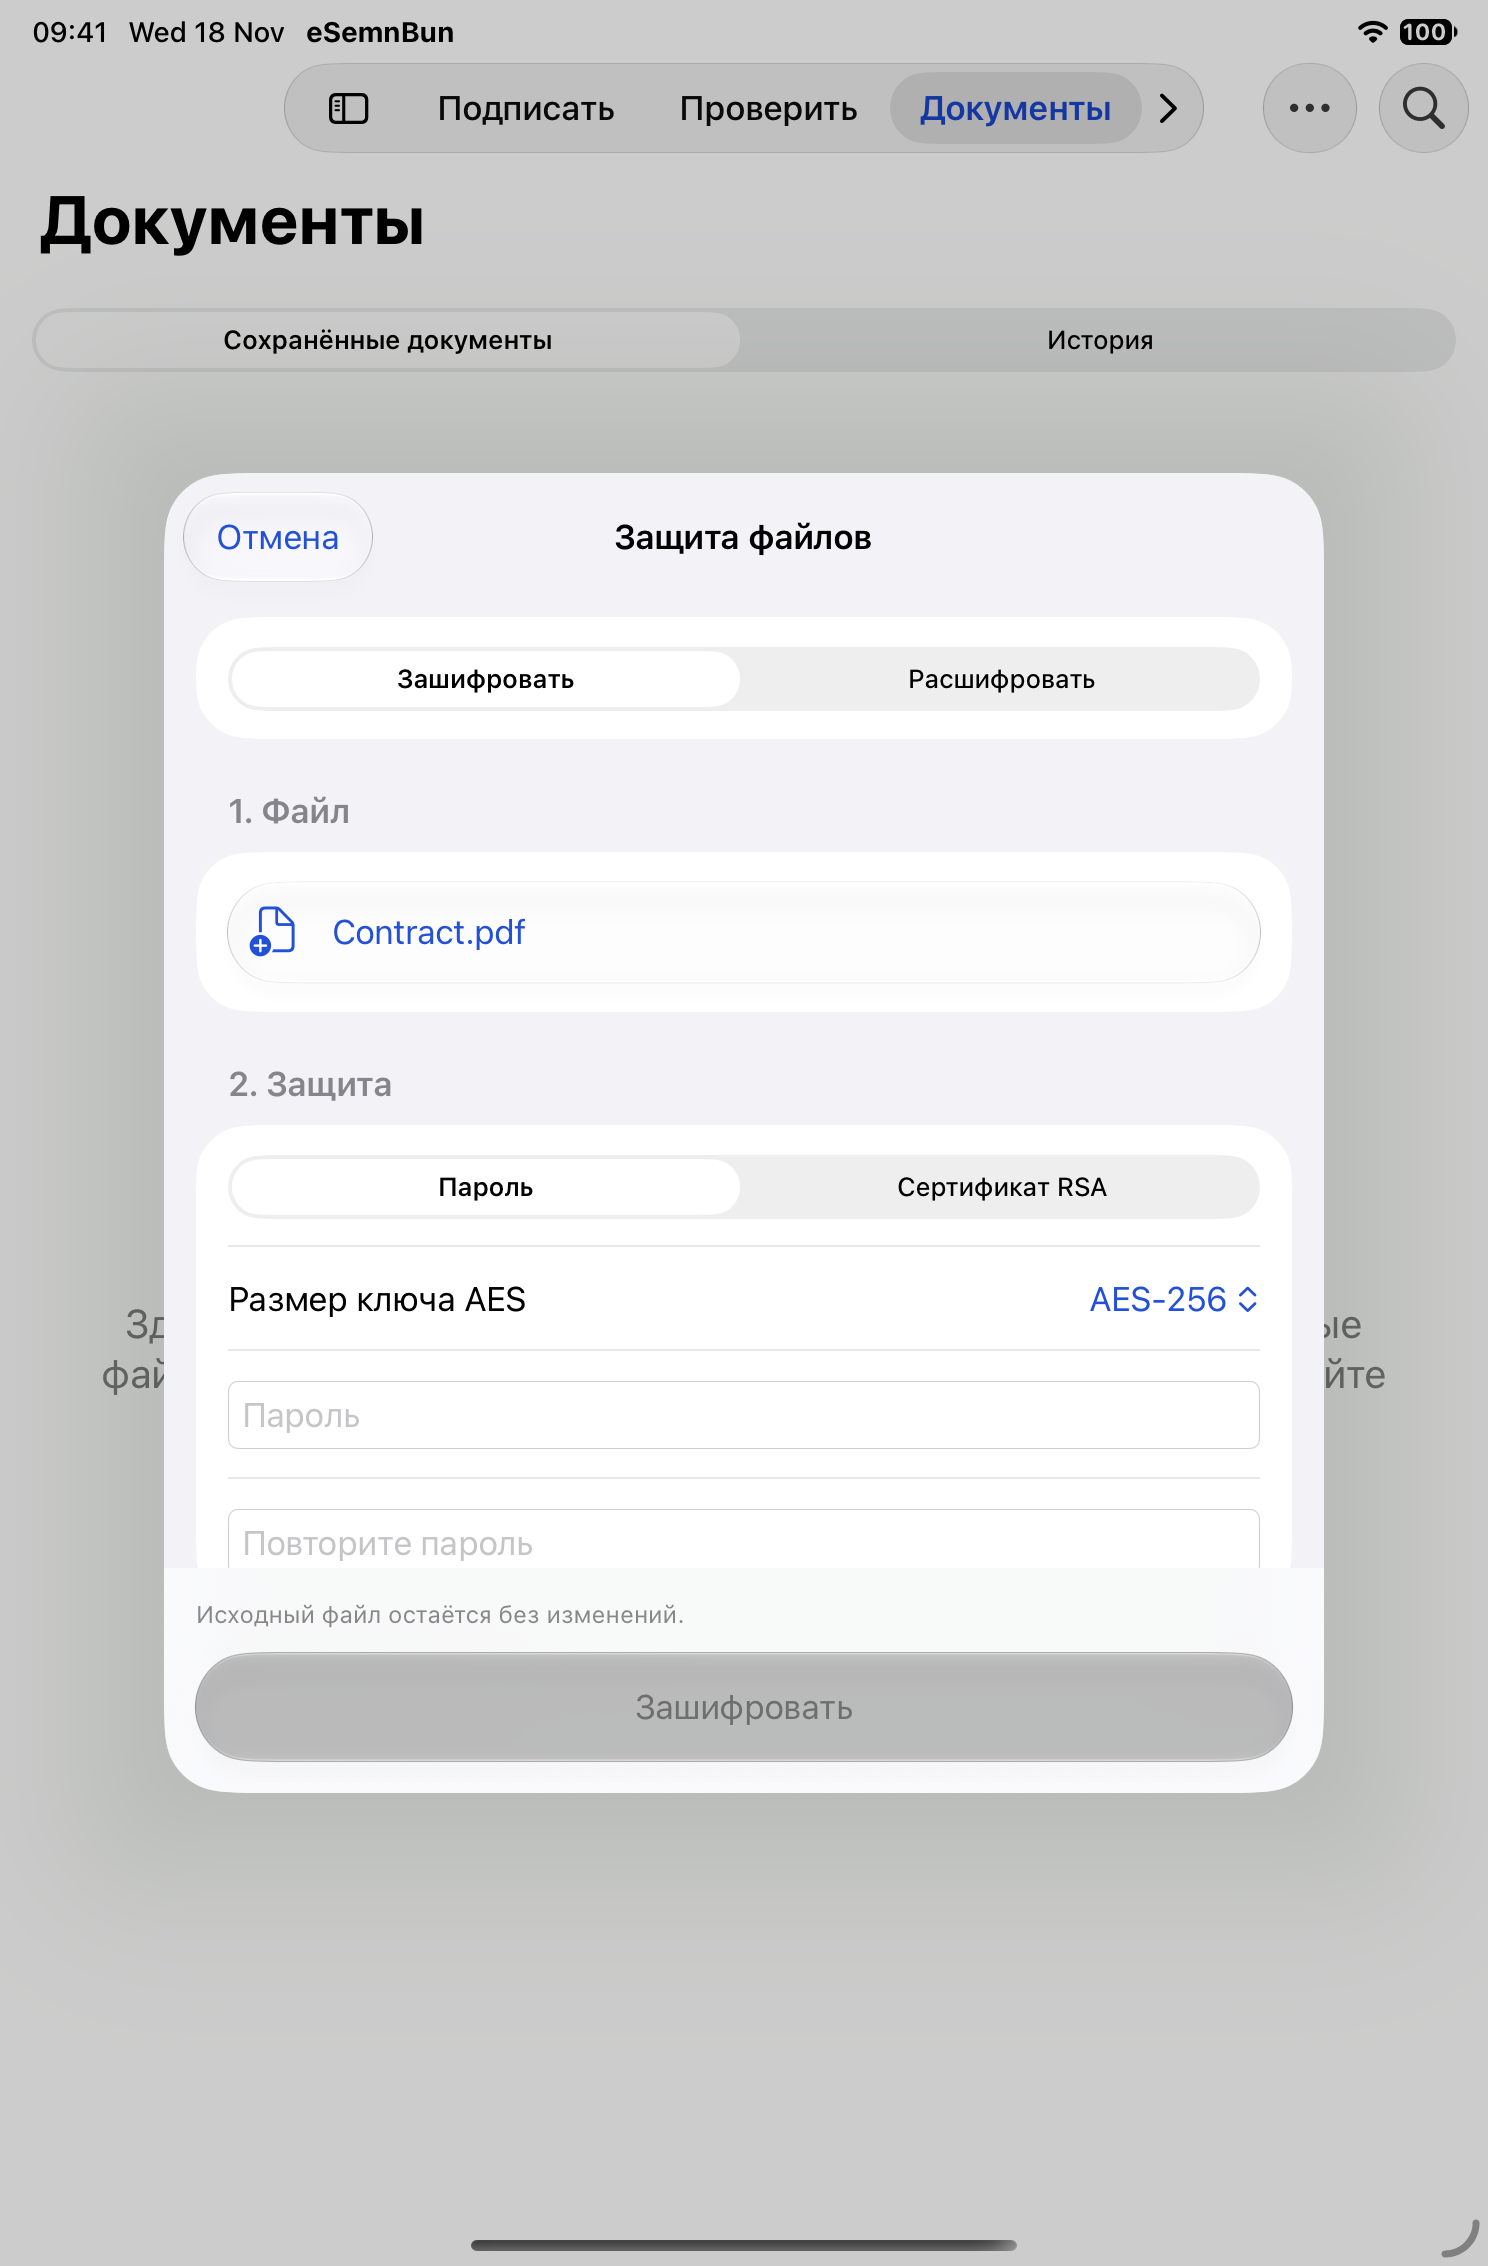 09:41 Wed 18 Nov eSemnBun
100
Подписать Проверить Документы
Документы
Сохранённые документы История
Отмена Защита файлов
Зашифровать Расшифровать
1. Файл
Contract.pdf
2. Защита
Пароль Сертификат RSA
Размер ключа AES AES-256
Пароль
Повторите пароль
Исходный файл остаётся без изменений.
Зашифровать